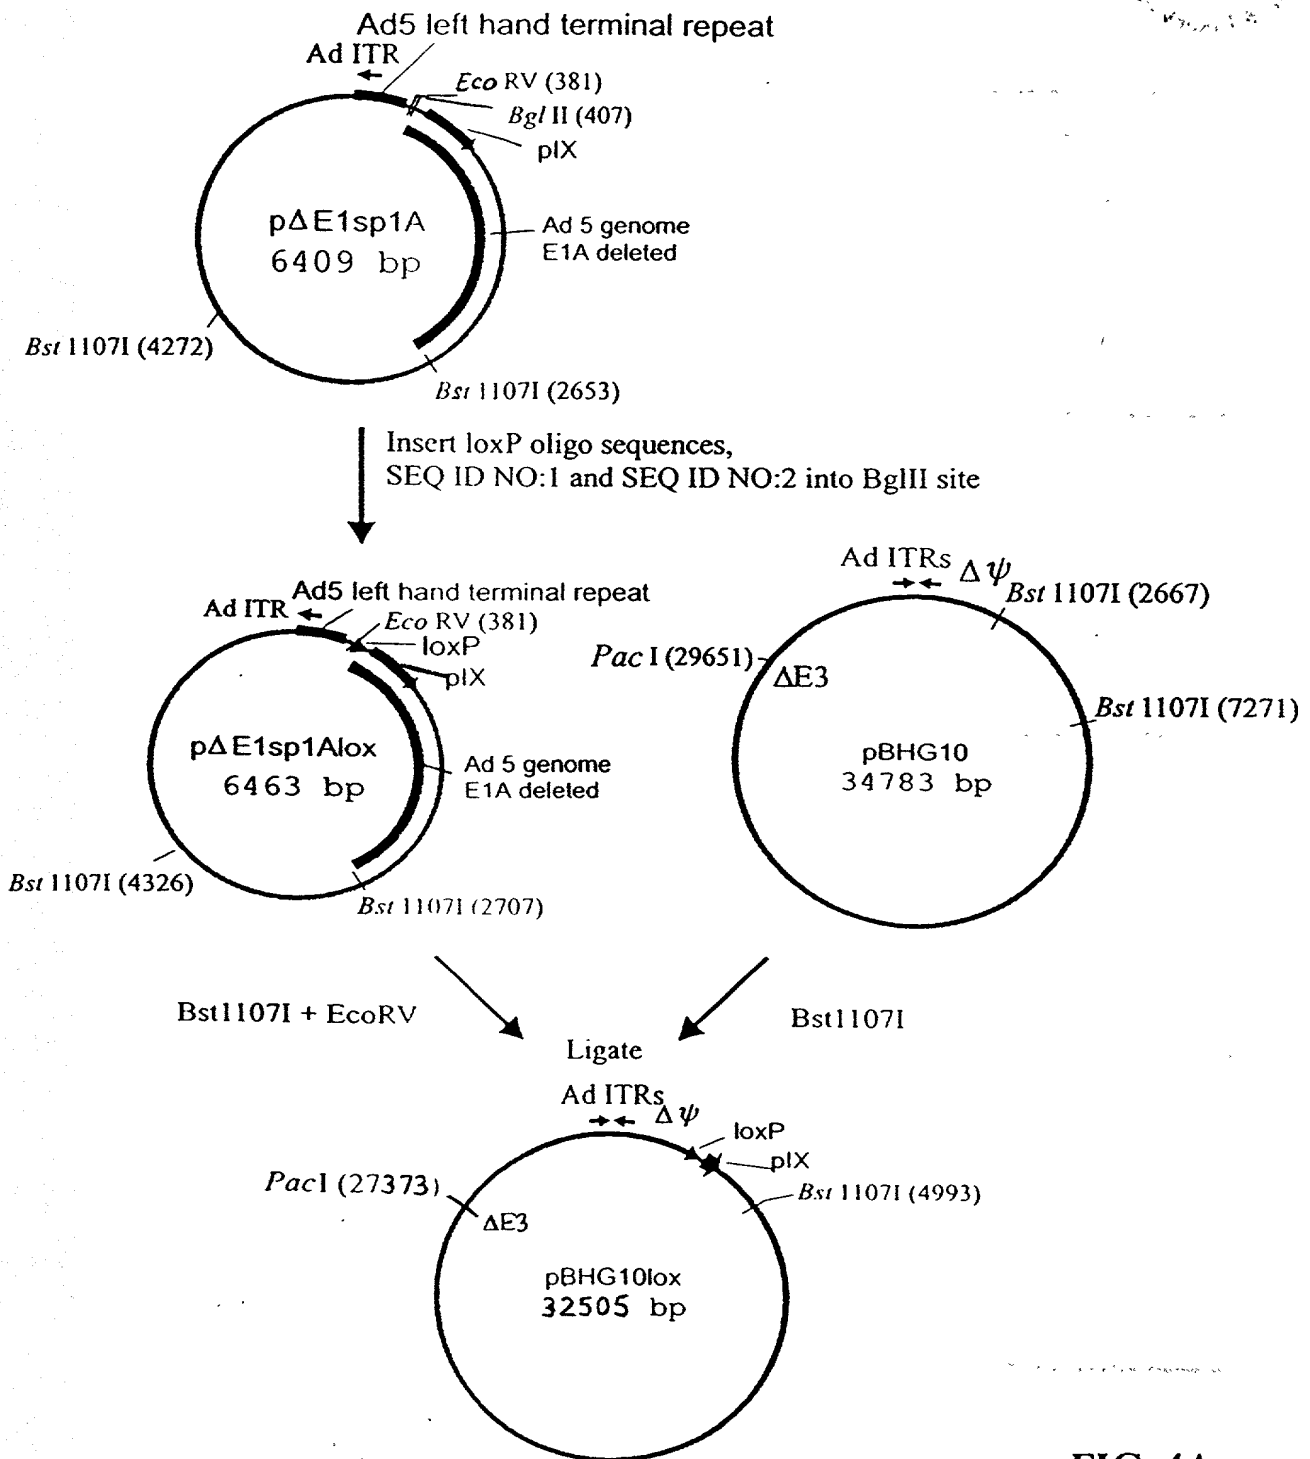 Ad5 left hand terminal repeat
Ad ITR
Eco RV (381)
Bgl II (407)
pIX
pΔE1sp1A
6409 bp
Ad 5 genome
E1A deleted
Bst 1107I (4272)
Bst 1107I (2653)
Insert loxP oligo sequences,
SEQ ID NO:1 and SEQ ID NO:2 into BglII site
Ad5 left hand terminal repeat
Ad ITR
Eco RV (381)
loxP
pIX
pΔE1sp1Alox
6463 bp
Ad 5 genome
E1A deleted
Bst 1107I (4326)
Bst 1107I (2707)
Ad ITRs
Δψ
Bst 1107I (2667)
Pac I (29651)
ΔE3
Bst 1107I (7271)
pBHG10
34783 bp
Bst1107I + EcoRV
Bst1107I
Ligate
Ad ITRs
Δψ
loxP
pIX
PacI (27373)
ΔE3
Bst 1107I (4993)
pBHG10lox
32505 bp